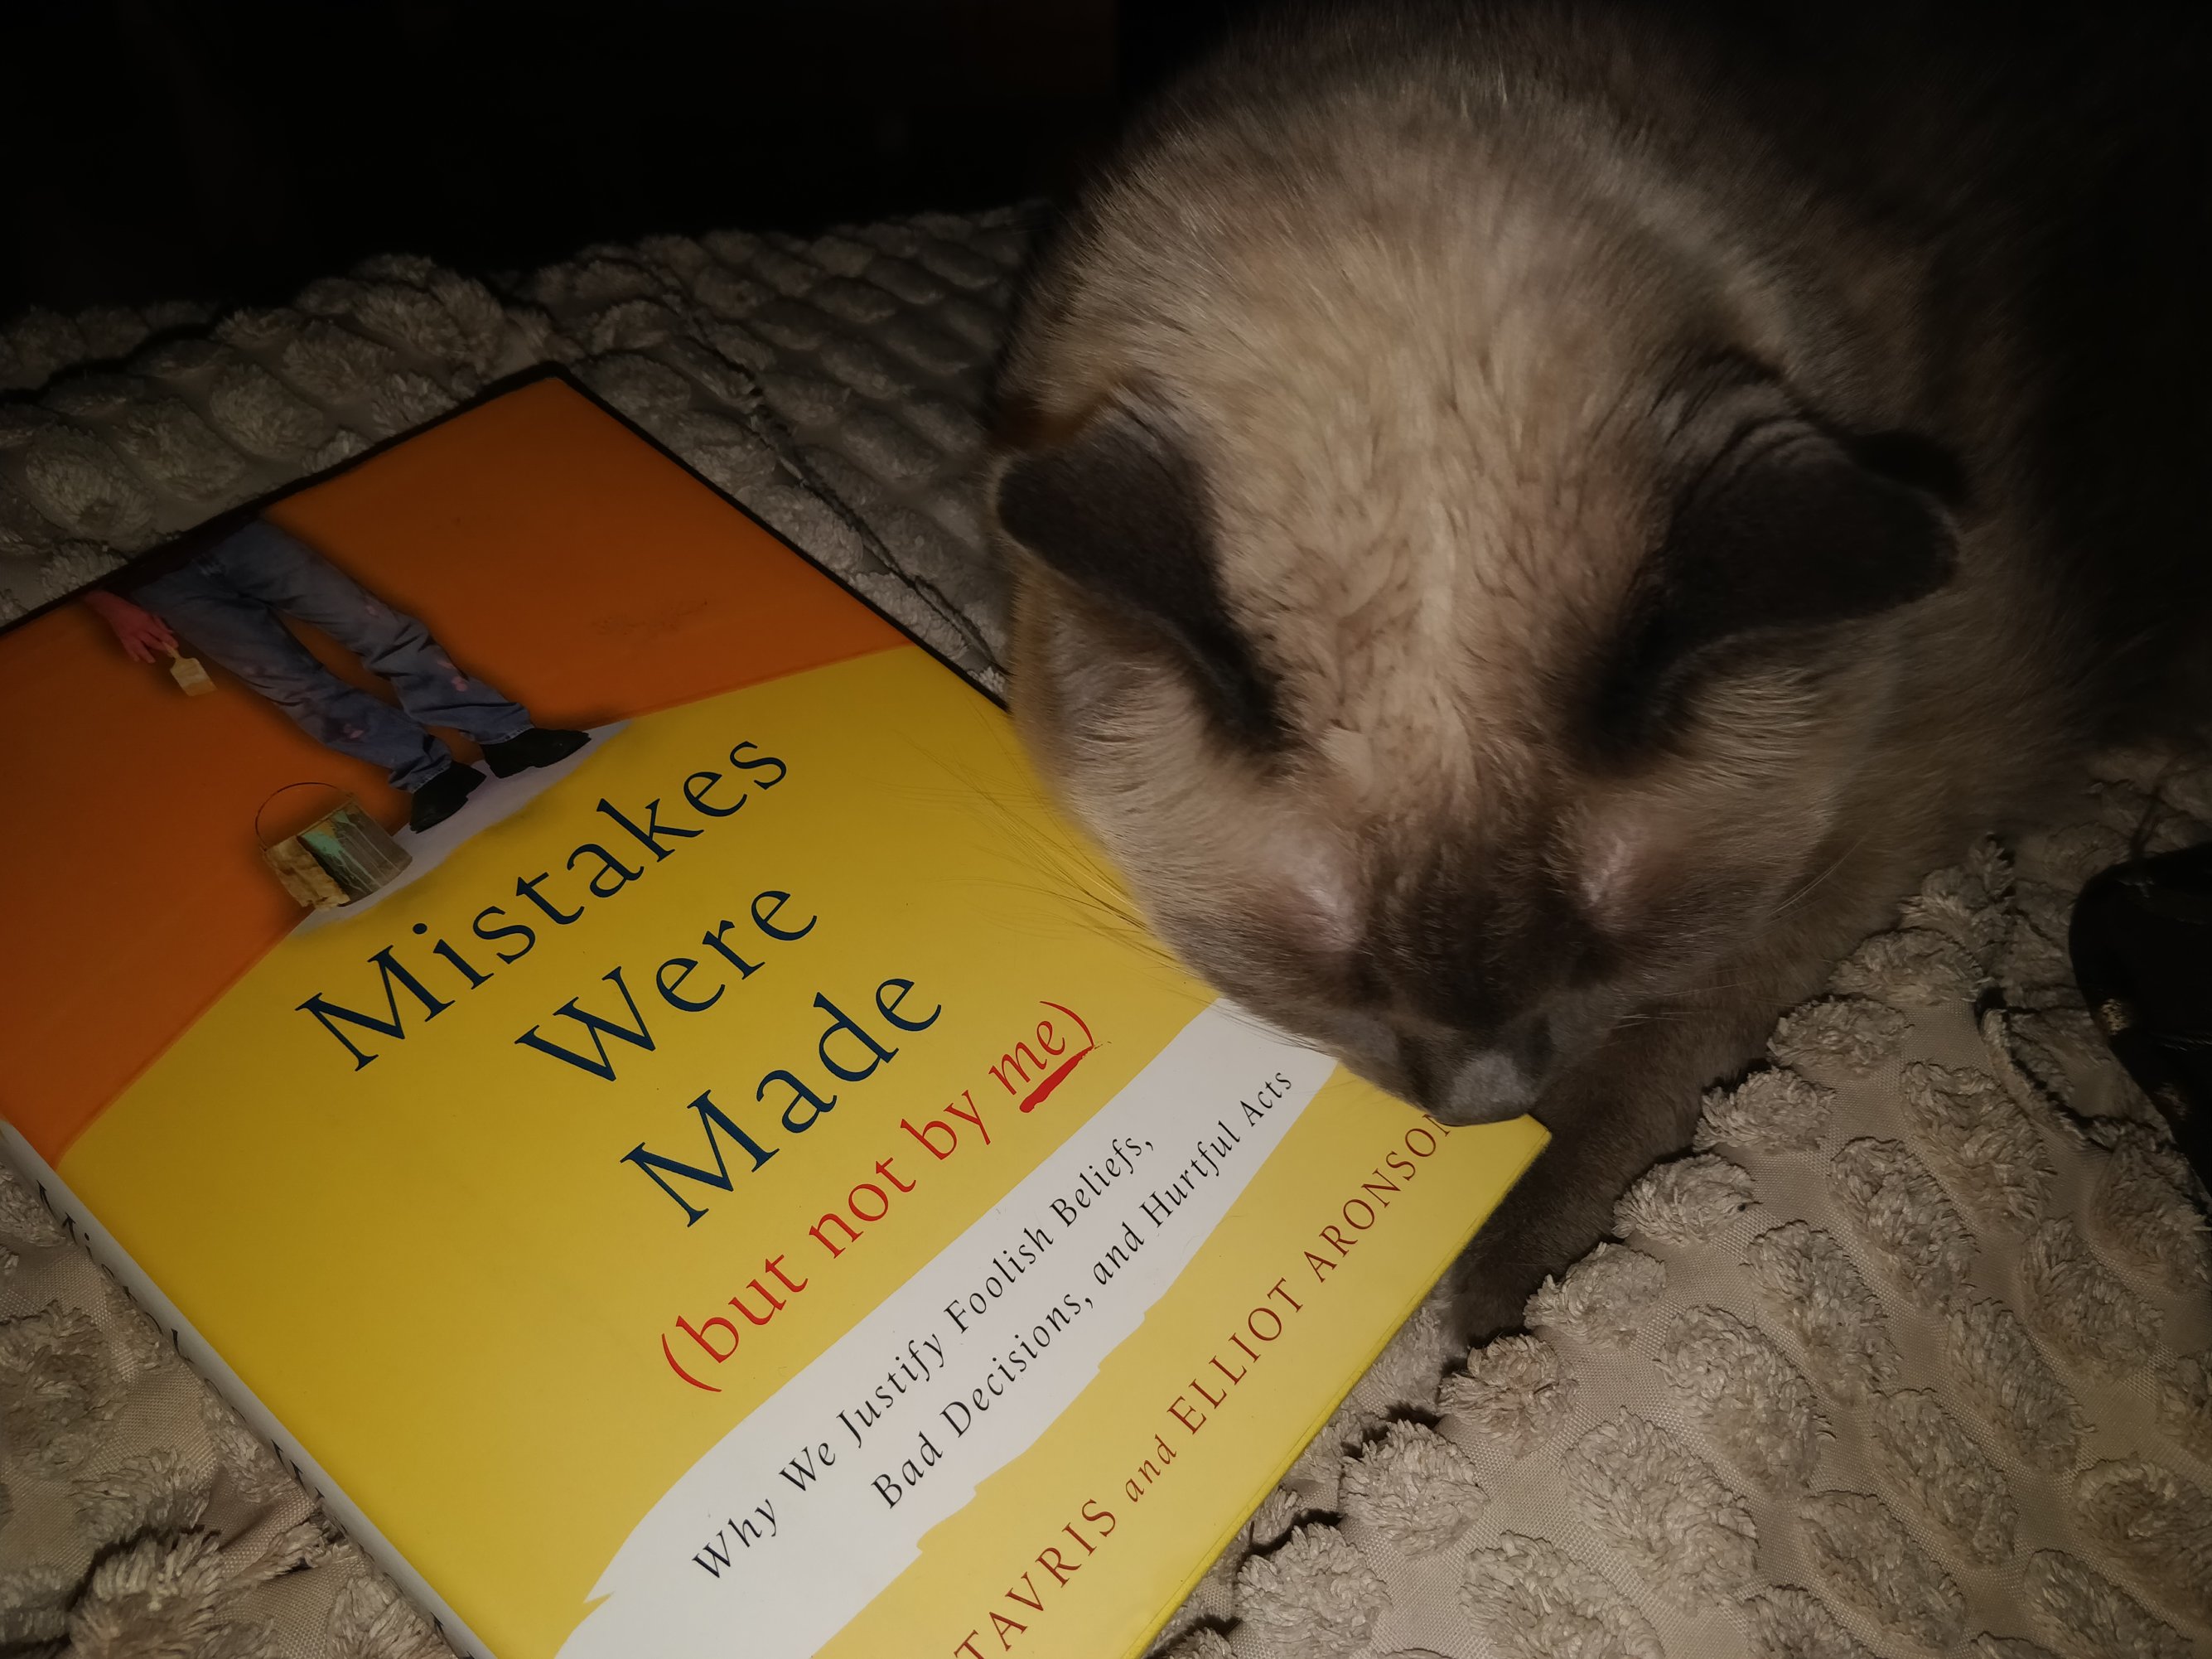 Mistakes
Were
Made
(but not by me)
Why We Justify Foolish Beliefs,
Bad Decisions, and Hurtful Acts
TAVRIS and ELLIOT ARONSON